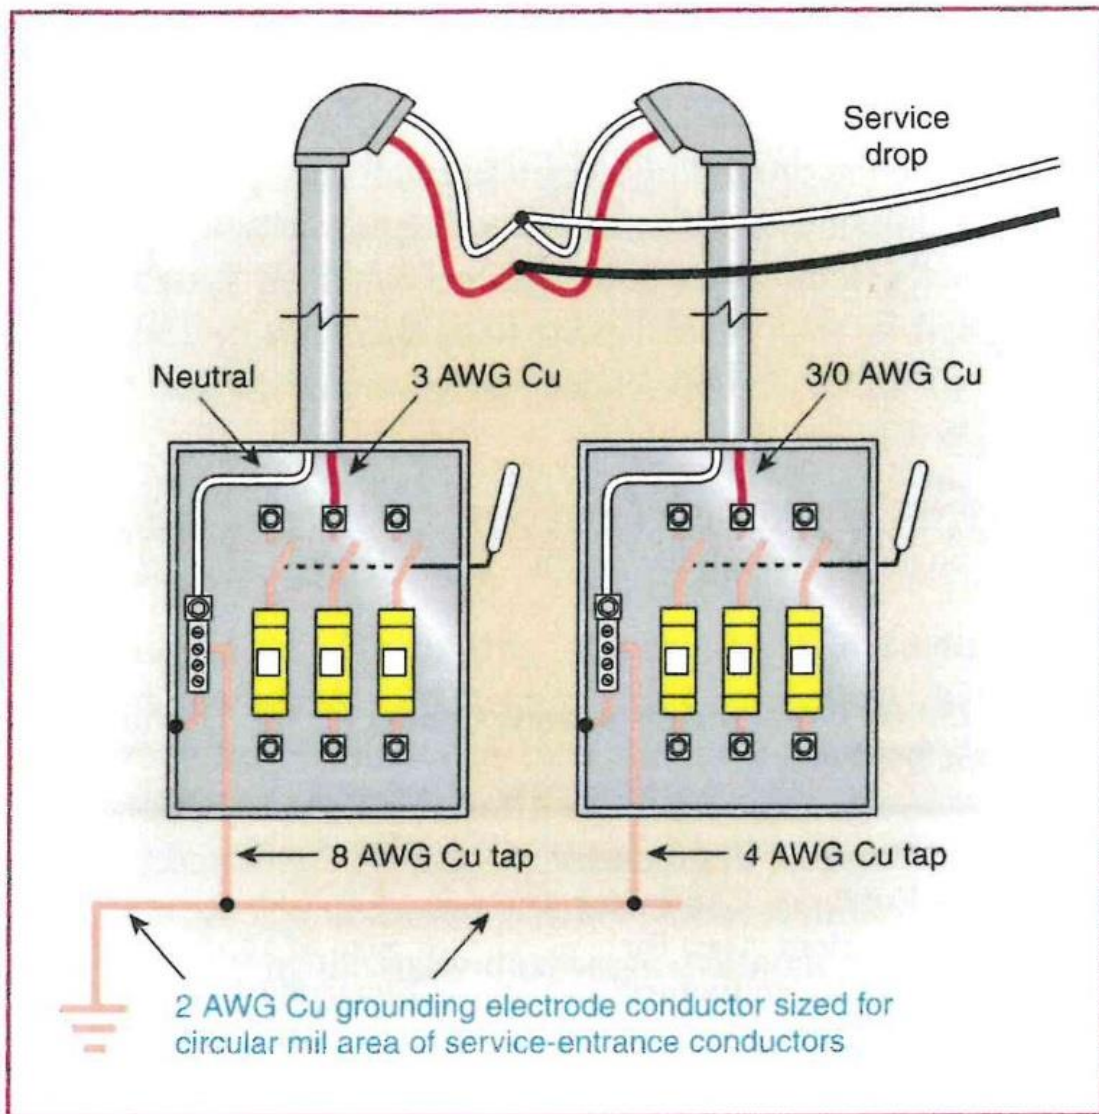 Service
drop
Neutral
3 AWG Cu
3/0 AWG Cu
8 AWG Cu tap
4 AWG Cu tap
2 AWG Cu grounding electrode conductor sized for
circular mil area of service-entrance conductors